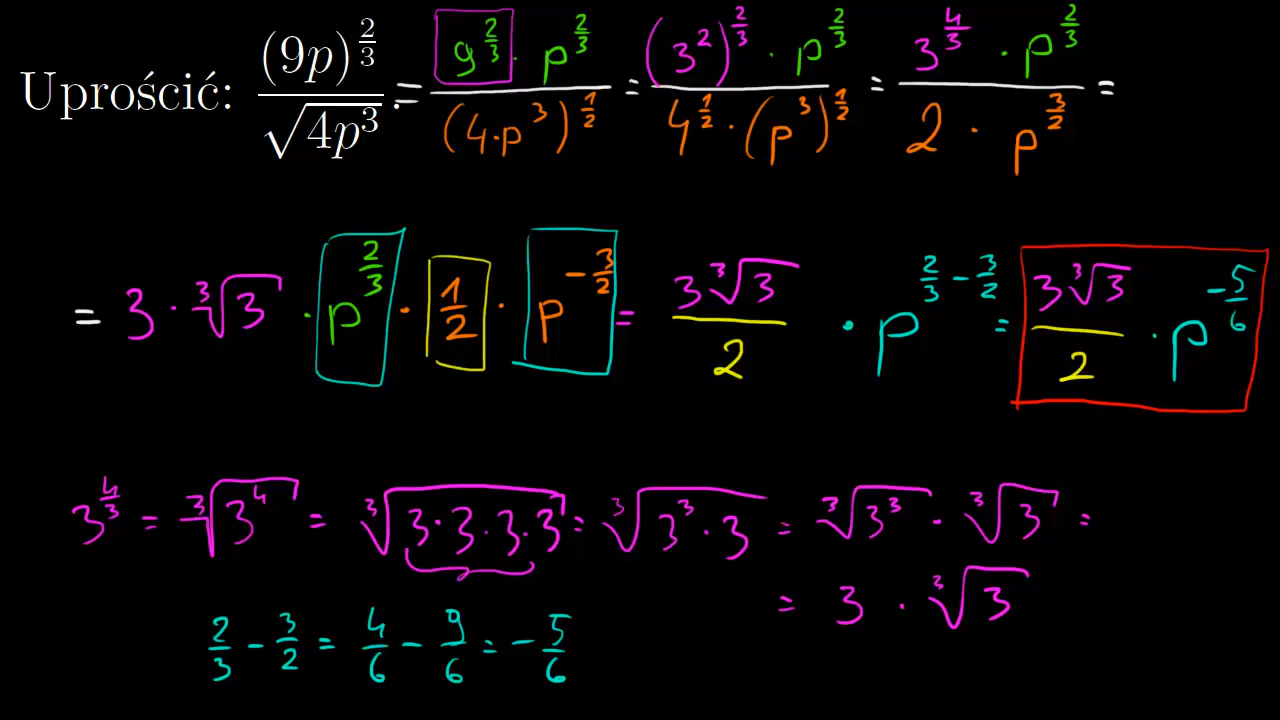 Uprościć: (9p)^{2/3} / √(4p³) = (9^{2/3} · p^{2/3}) / (4·p³)^{1/2} = ((3²)^{2/3} · p^{2/3}) / (4^{1/2} · (p³)^{1/2}) = (3^{4/3} · p^{2/3}) / (2 · p^{3/2}) =
= 3 · ∛3 · p^{2/3} · 1/2 · p^{-3/2} = 3∛3 / 2 · p^{2/3 - 3/2} = 3∛3 / 2 · p^{-5/6}
3^{4/3} = ∛(3⁴) = ∛(3·3·3·3) = ∛(3³·3) = ∛(3³) · ∛3 =
= 3 · ∛3
2/3 - 3/2 = 4/6 - 9/6 = -5/6